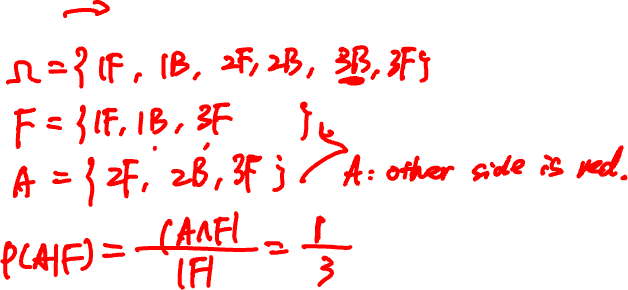 Ω = { 1F, 1B, 2F, 2B, 3B, 3F }
F = { 1F, 1B, 3F }
A = { 2F, 2B, 3F } A: other side is red.
P(A|F) = |A∩F| / |F| = 1 / 3